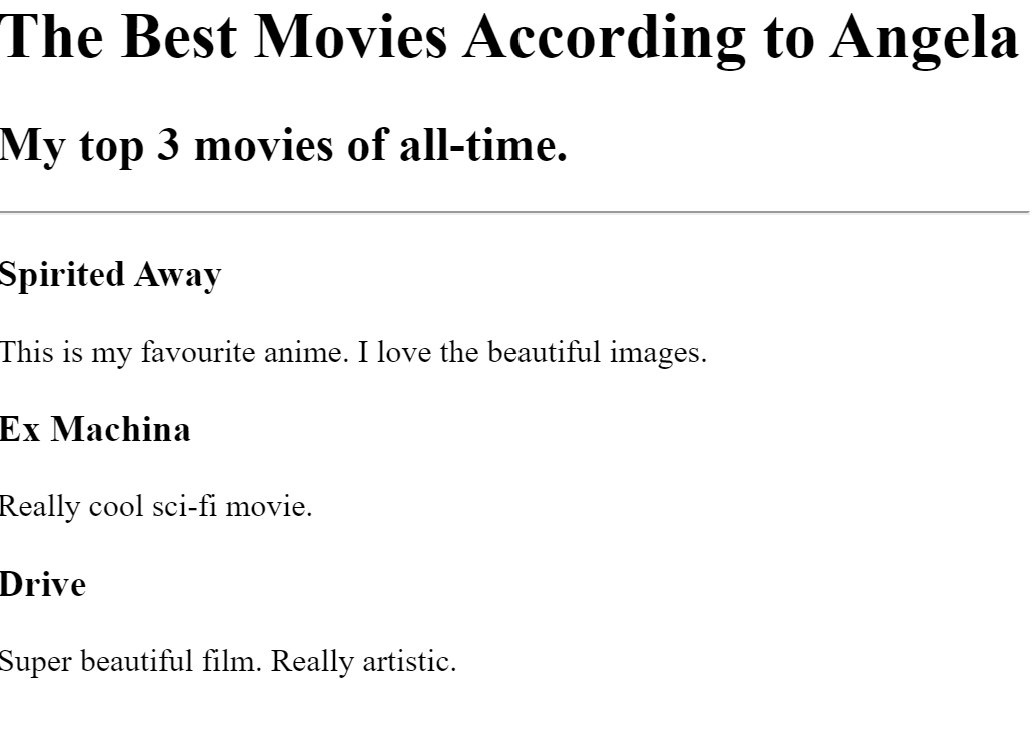 The Best Movies According to Angela
My top 3 movies of all-time.
Spirited Away
This is my favourite anime. I love the beautiful images.
Ex Machina
Really cool sci-fi movie.
Drive
Super beautiful film. Really artistic.